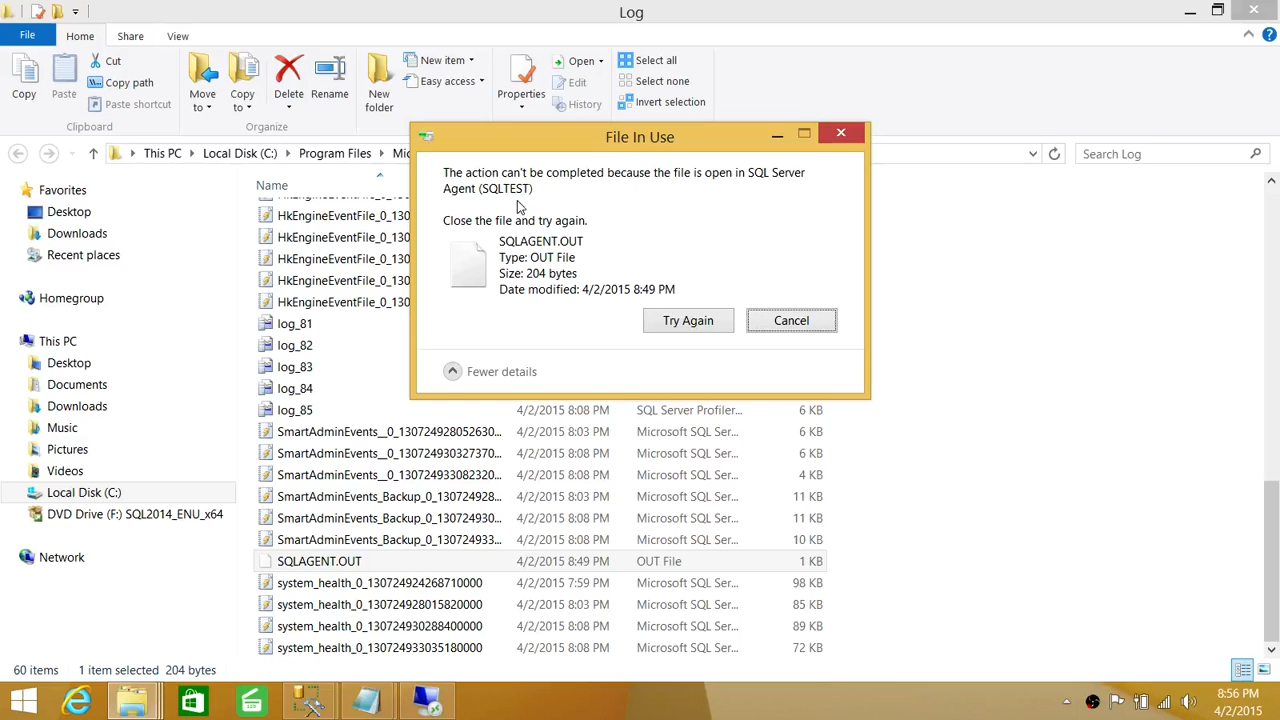 Log
File
Home
Share
View
Copy
Paste
Cut
Copy path
Paste shortcut
Clipboard
Move to
Copy to
Delete
Rename
Organize
New folder
New item
Easy access
Properties
Open
Edit
History
Select all
Select none
Invert selection
This PC
Local Disk (C:)
Program Files
Search Log
File In Use
The action can't be completed because the file is open in SQL Server
Agent (SQLTEST)
Close the file and try again.
SQLAGENT.OUT
Type: OUT File
Size: 204 bytes
Date modified: 4/2/2015 8:49 PM
Try Again
Cancel
Fewer details
Favorites
Desktop
Downloads
Recent places
Homegroup
This PC
Desktop
Documents
Downloads
Music
Pictures
Videos
Local Disk (C:)
DVD Drive (F:) SQL2014_ENU_x64
Network
Name
HkEngineEventFile_0_130
HkEngineEventFile_0_130
HkEngineEventFile_0_130
HkEngineEventFile_0_130
HkEngineEventFile_0_130
log_81
log_82
log_83
log_84
log_85 4/2/2015 8:08 PM SQL Server Profiler... 6 KB
SmartAdminEvents__0_130724928052630... 4/2/2015 8:03 PM Microsoft SQL Ser... 6 KB
SmartAdminEvents__0_130724930327370... 4/2/2015 8:07 PM Microsoft SQL Ser... 6 KB
SmartAdminEvents__0_130724933082320... 4/2/2015 8:08 PM Microsoft SQL Ser... 4 KB
SmartAdminEvents_Backup_0_130724928... 4/2/2015 8:03 PM Microsoft SQL Ser... 11 KB
SmartAdminEvents_Backup_0_130724930... 4/2/2015 8:08 PM Microsoft SQL Ser... 11 KB
SmartAdminEvents_Backup_0_130724933... 4/2/2015 8:08 PM Microsoft SQL Ser... 10 KB
SQLAGENT.OUT 4/2/2015 8:49 PM OUT File 1 KB
system_health_0_130724924268710000 4/2/2015 7:59 PM Microsoft SQL Ser... 98 KB
system_health_0_130724928015820000 4/2/2015 8:03 PM Microsoft SQL Ser... 85 KB
system_health_0_130724930288400000 4/2/2015 8:08 PM Microsoft SQL Ser... 89 KB
system_health_0_130724933035180000 4/2/2015 8:08 PM Microsoft SQL Ser... 72 KB
60 items 1 item selected 204 bytes
8:56 PM
4/2/2015